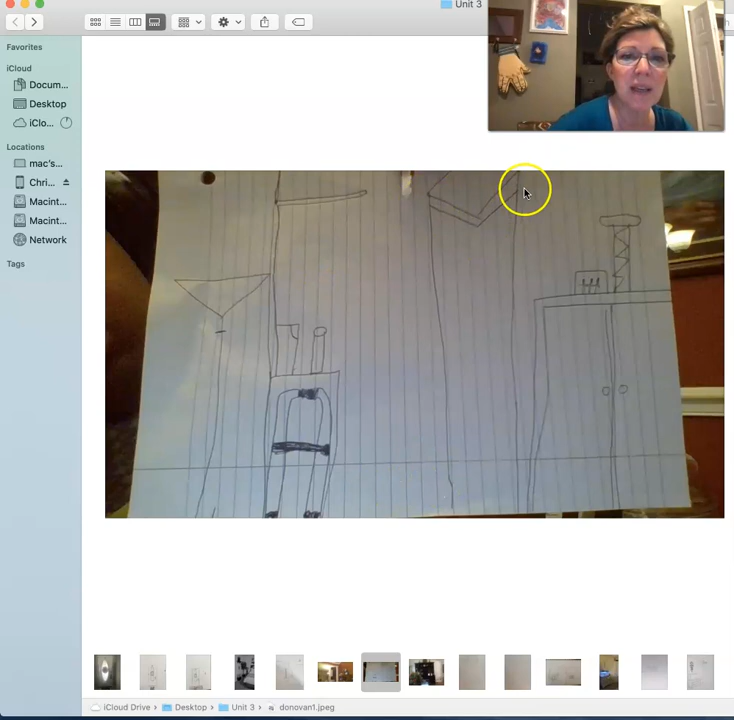 Unit 3
Favorites
iCloud
Docum...
Desktop
iClo...
Locations
mac's...
Chri...
Macint...
Macint...
Network
Tags
iCloud Drive
Desktop
Unit 3
donovan1.jpeg